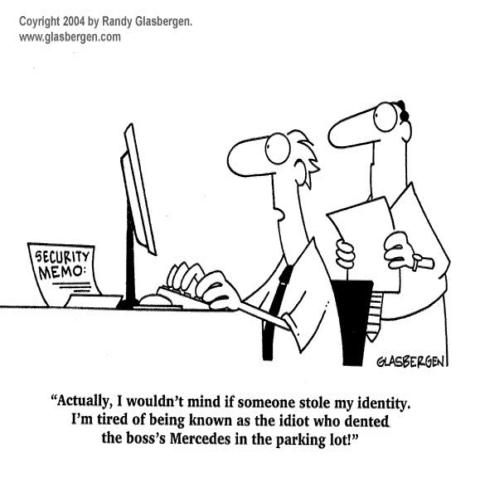 Coyright 2004 by Randy Glasbergen.
www.glasbergen.com
SECURITY
MEMO:
GLASBERGEN
"Actually, I wouldn't mind if someone stole my identity.
I'm tired of being known as the idiot who dented
the boss's Mercedes in the parking lot!"